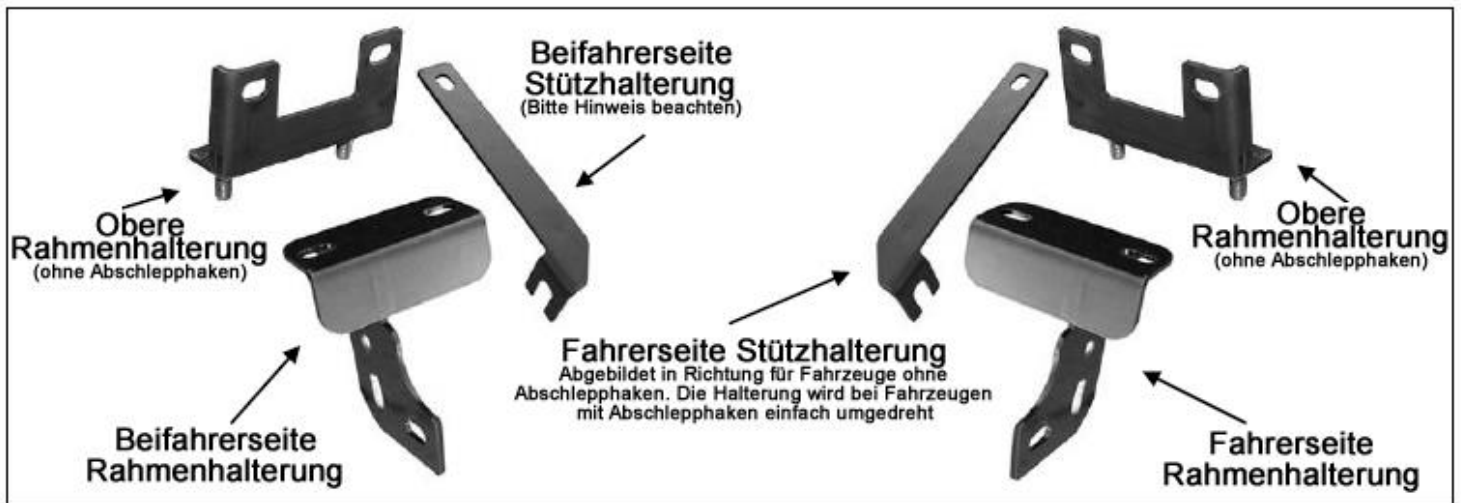 Beifahrerseite
Stützhalterung
(Bitte Hinweis beachten)
Obere
Rahmenhalterung
(ohne Abschlepphaken)
Obere
Rahmenhalterung
(ohne Abschlepphaken)
Fahrerseite Stützhalterung
Abgebildet in Richtung für Fahrzeuge ohne
Abschlepphaken. Die Halterung wird bei Fahrzeugen
mit Abschlepphaken einfach umgedreht
Beifahrerseite
Rahmenhalterung
Fahrerseite
Rahmenhalterung